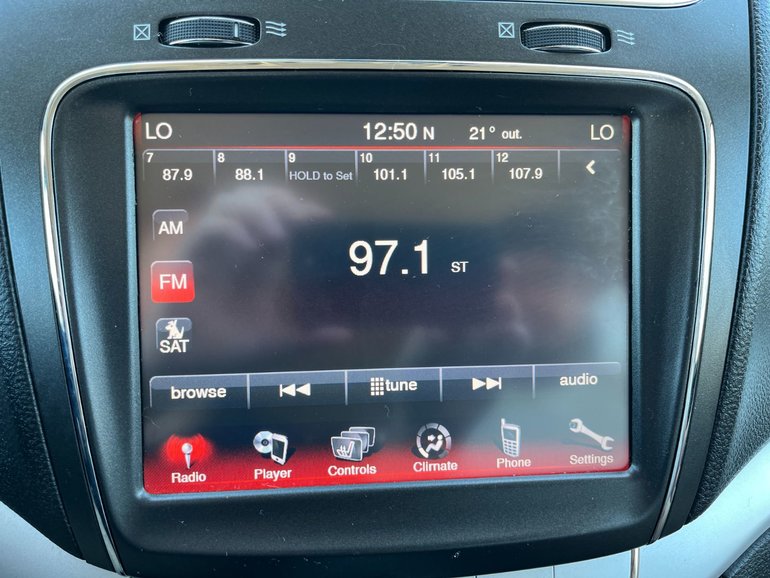 LO 12:50 N 21° out. LO
7 8 9 10 11 12
87.9 88.1 HOLD to Set 101.1 105.1 107.9
AM
97.1 ST
FM
SAT
browse tune audio
Radio Player Controls Climate Phone Settings